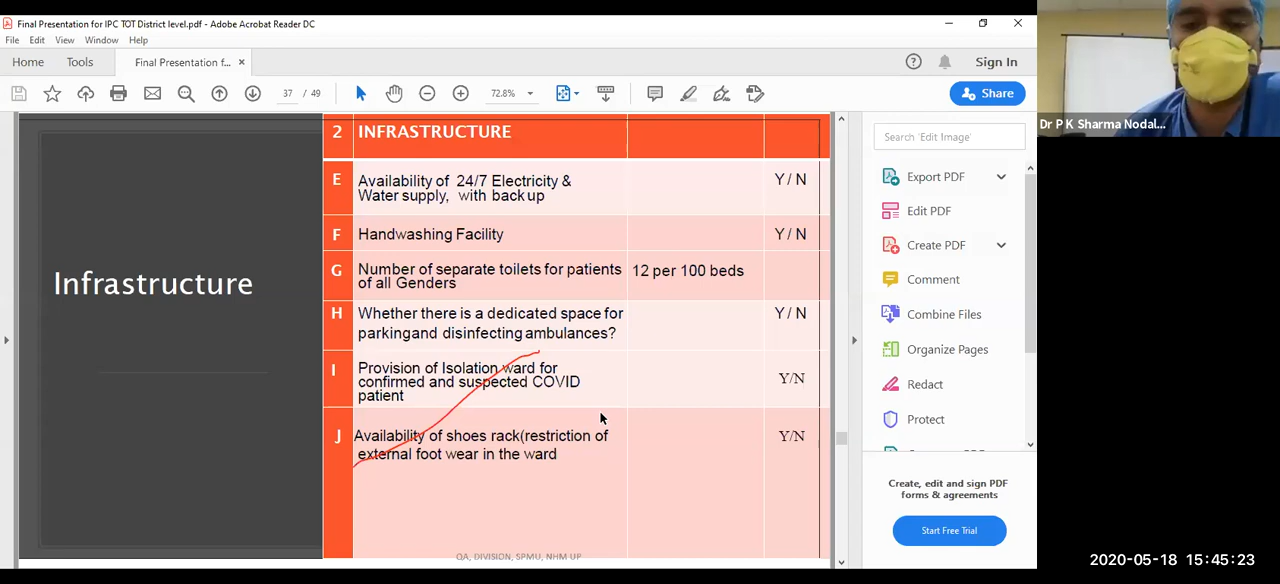 Final Presentation for IPC TOT District level.pdf - Adobe Acrobat Reader DC
File Edit View Window Help
Home Tools Final Presentation f... Sign In
37 / 49 72.8% Share
2 INFRASTRUCTURE
E Availability of 24/7 Electricity & Y / N
Water supply, with back up
F Handwashing Facility Y / N
G Number of separate toilets for patients 12 per 100 beds
of all Genders
H Whether there is a dedicated space for Y / N
parkingand disinfecting ambulances?
I Provision of Isolation ward for Y/N
confirmed and suspected COVID
patient
J Availability of shoes rack(restriction of Y/N
external foot wear in the ward
QA, DIVISION, SPMU, NHM UP
Infrastructure
Search 'Edit Image'
Export PDF
Edit PDF
Create PDF
Comment
Combine Files
Organize Pages
Redact
Protect
Create, edit and sign PDF
forms & agreements
Start Free Trial
Dr P K Sharma Nodal...
2020-05-18 15:45:23